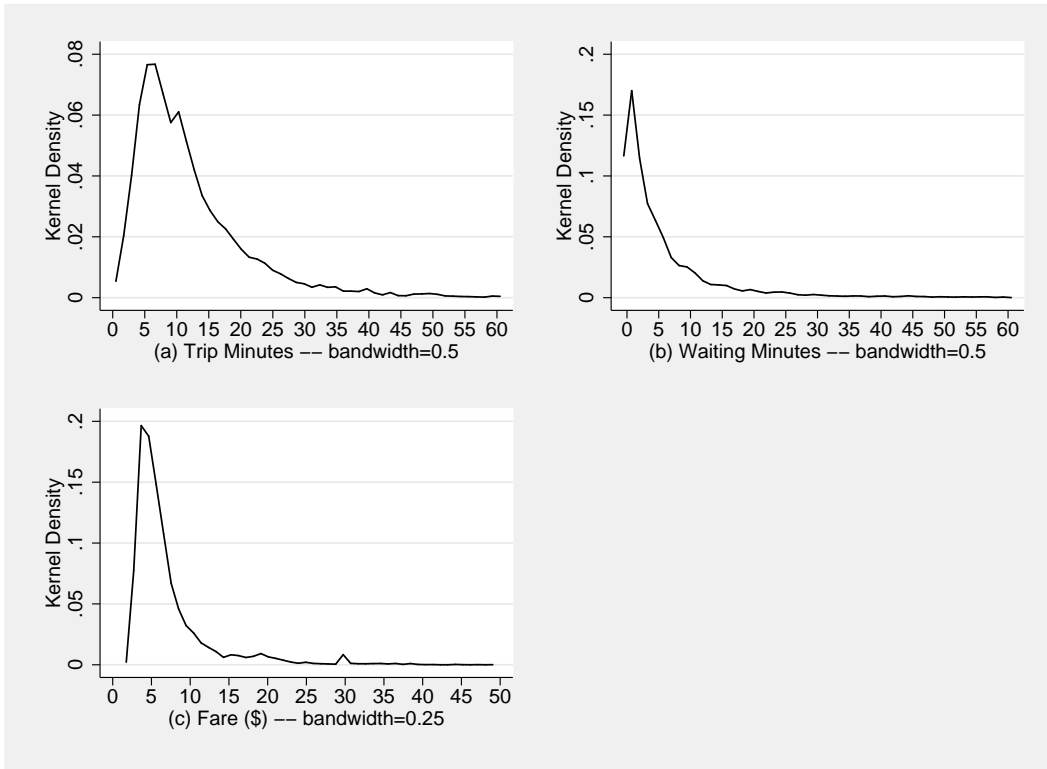 .08
.06
.04
.02
0
Kernel Density
0 5 10 15 20 25 30 35 40 45 50 55 60
(a) Trip Minutes −− bandwidth=0.5
.2
.15
.1
.05
0
Kernel Density
0 5 10 15 20 25 30 35 40 45 50 55 60
(b) Waiting Minutes −− bandwidth=0.5
.2
.15
.1
.05
0
Kernel Density
0 5 10 15 20 25 30 35 40 45 50
(c) Fare ($) −− bandwidth=0.25